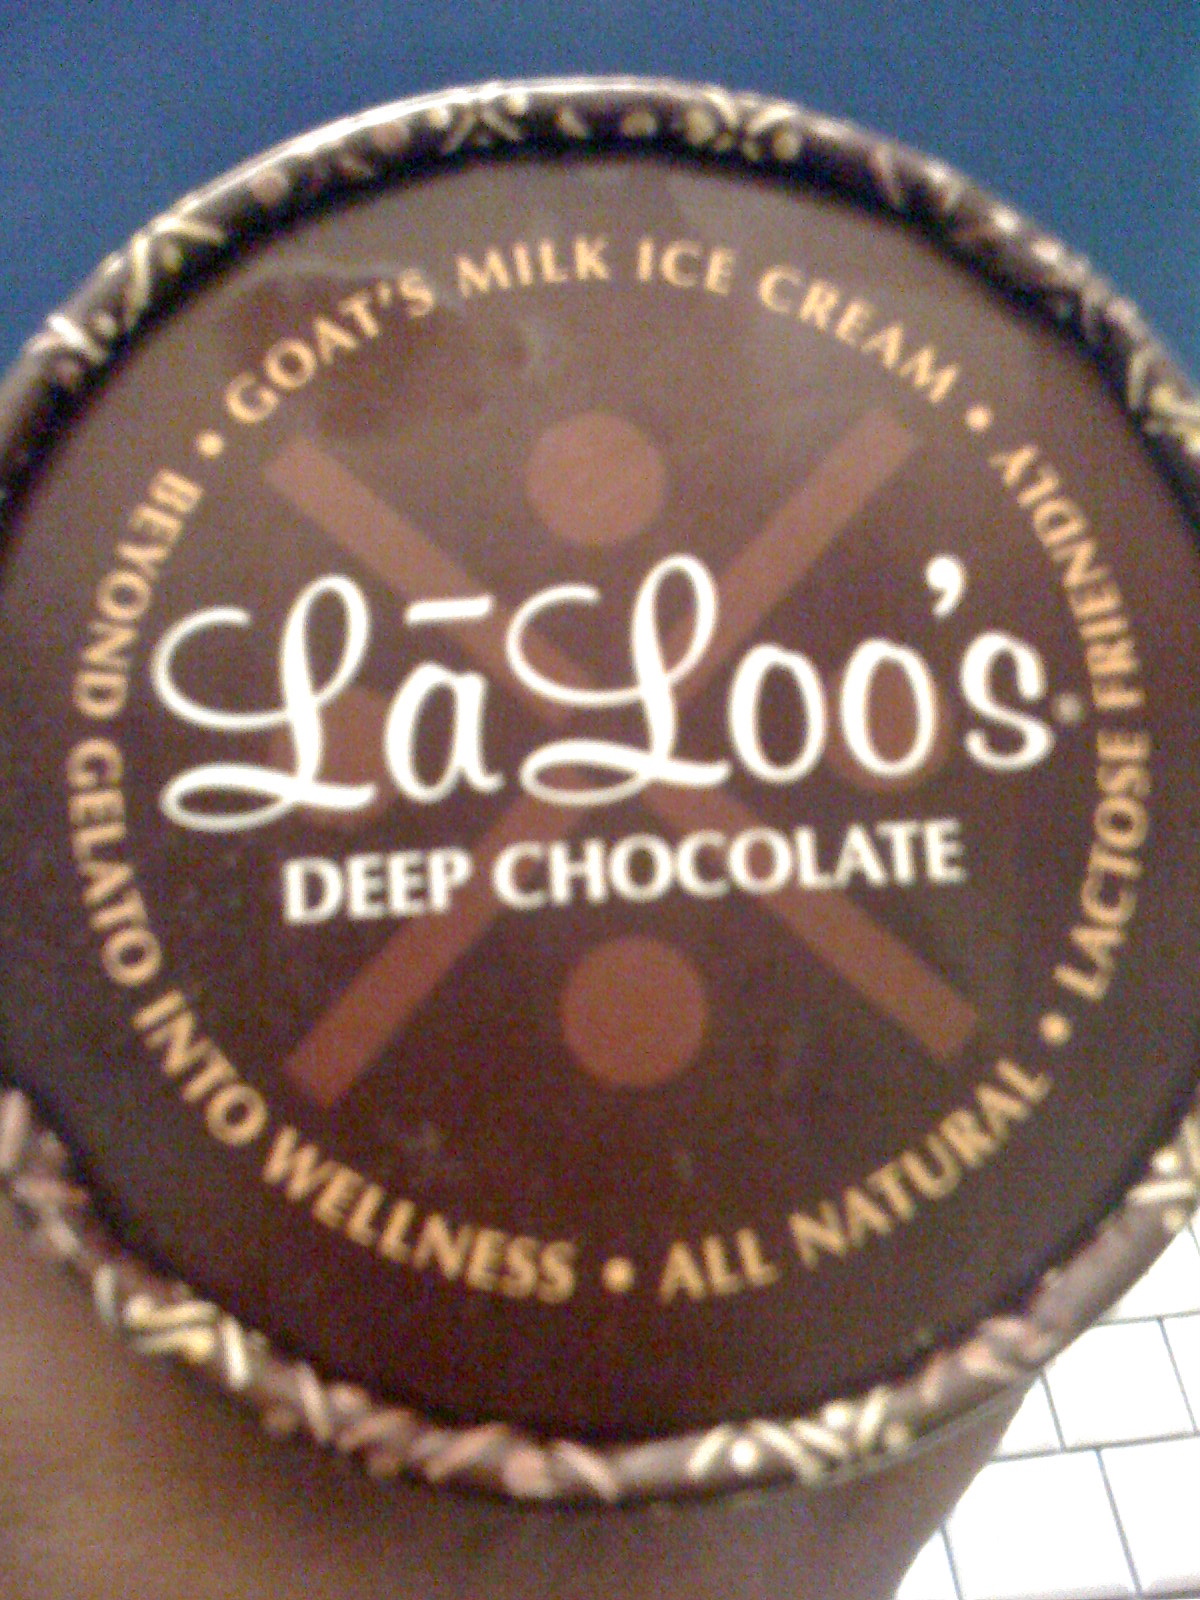 GOAT'S MILK ICE CREAM • LACTOSE FRIENDLY • ALL NATURAL • BEYOND GELATO INTO WELLNESS •
LāLoo's®
DEEP CHOCOLATE